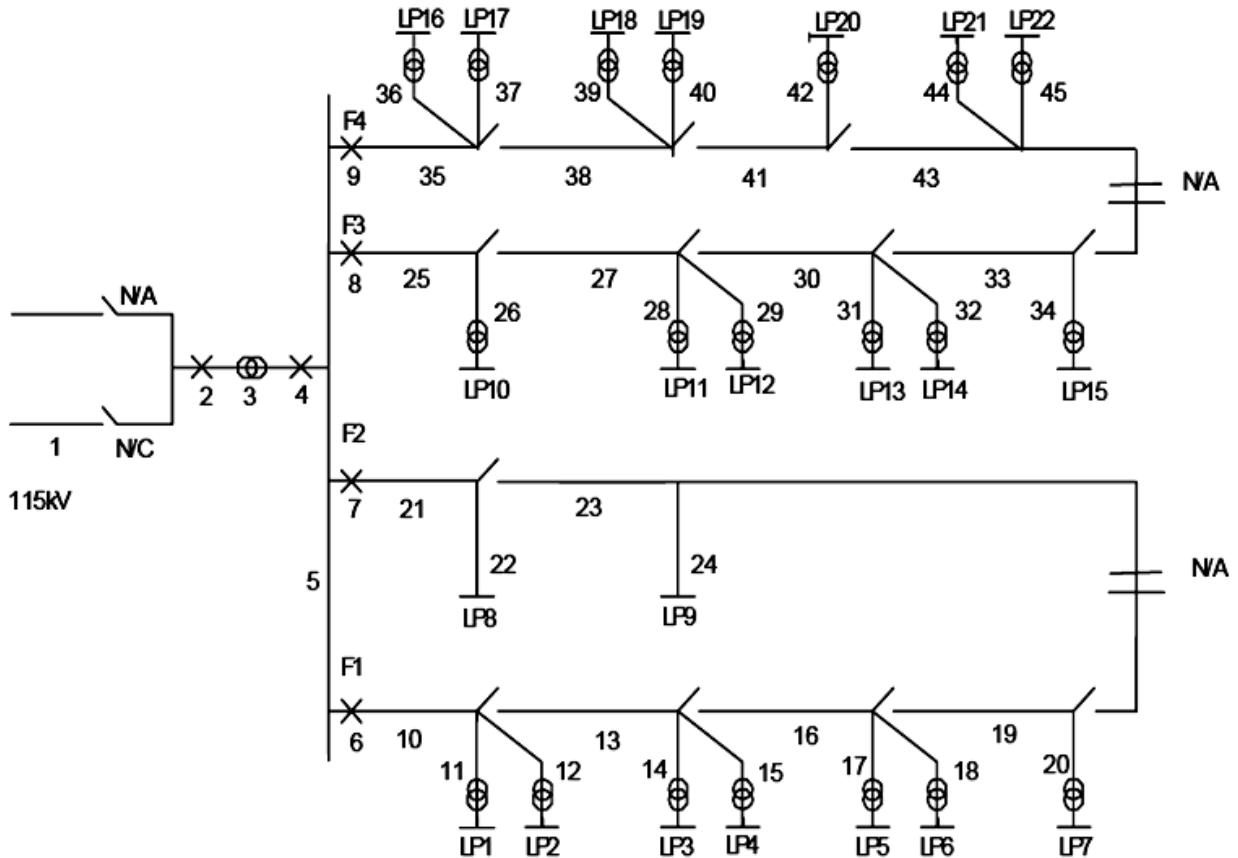 LP16 LP17 LP18 LP19 LP20 LP21 LP22
36 37 39 40 42 44 45
F4
9 35 38 41 43
N/A
F3
8 25 27 30 33
N/A
26 28 29 31 32 34
LP10 LP11 LP12 LP13 LP14 LP15
2 3 4
1 N/C
115kV
F2
7 21 23
22 24
5 N/A
LP8 LP9
F1
6 10 13 16 19
11 12 14 15 17 18 20
LP1 LP2 LP3 LP4 LP5 LP6 LP7